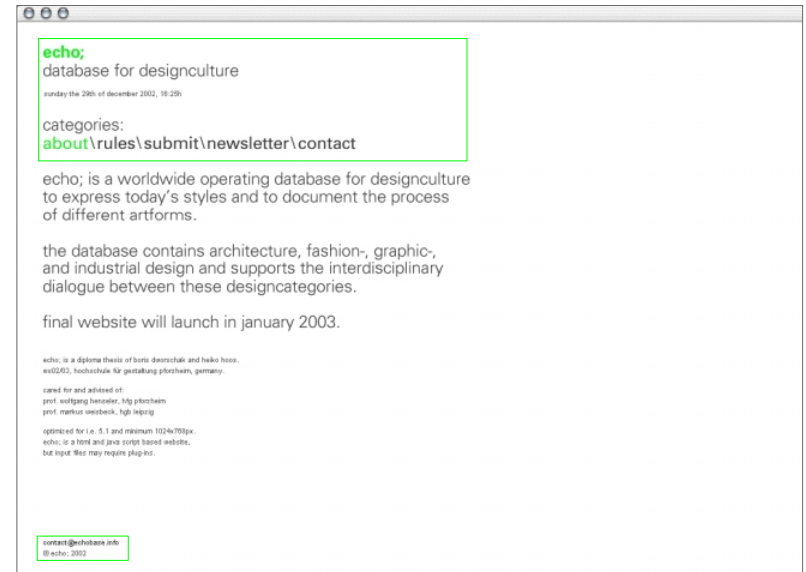 echo;
database for designculture
sunday the 29th of december 2002, 16:25h
categories:
about\rules\submit\newsletter\contact
echo; is a worldwide operating database for designculture
to express today's styles and to document the process
of different artforms.
the database contains architecture, fashion-, graphic-,
and industrial design and supports the interdisciplinary
dialogue between these designcategories.
final website will launch in january 2003.
echo; is a diploma thesis of boris dworschak and heiko hoos.
ws02/03, hochschule für gestaltung pforzheim, germany.
cared for and advised of:
prof. wolfgang henseler, hfg pforzheim
prof. markus weisbeck, hgb leipzig
optimized for i.e. 5.1 and minimum 1024x768px.
echo; is a html and java script based website,
but input files may require plug-ins.
contact@echobase.info
© echo; 2002